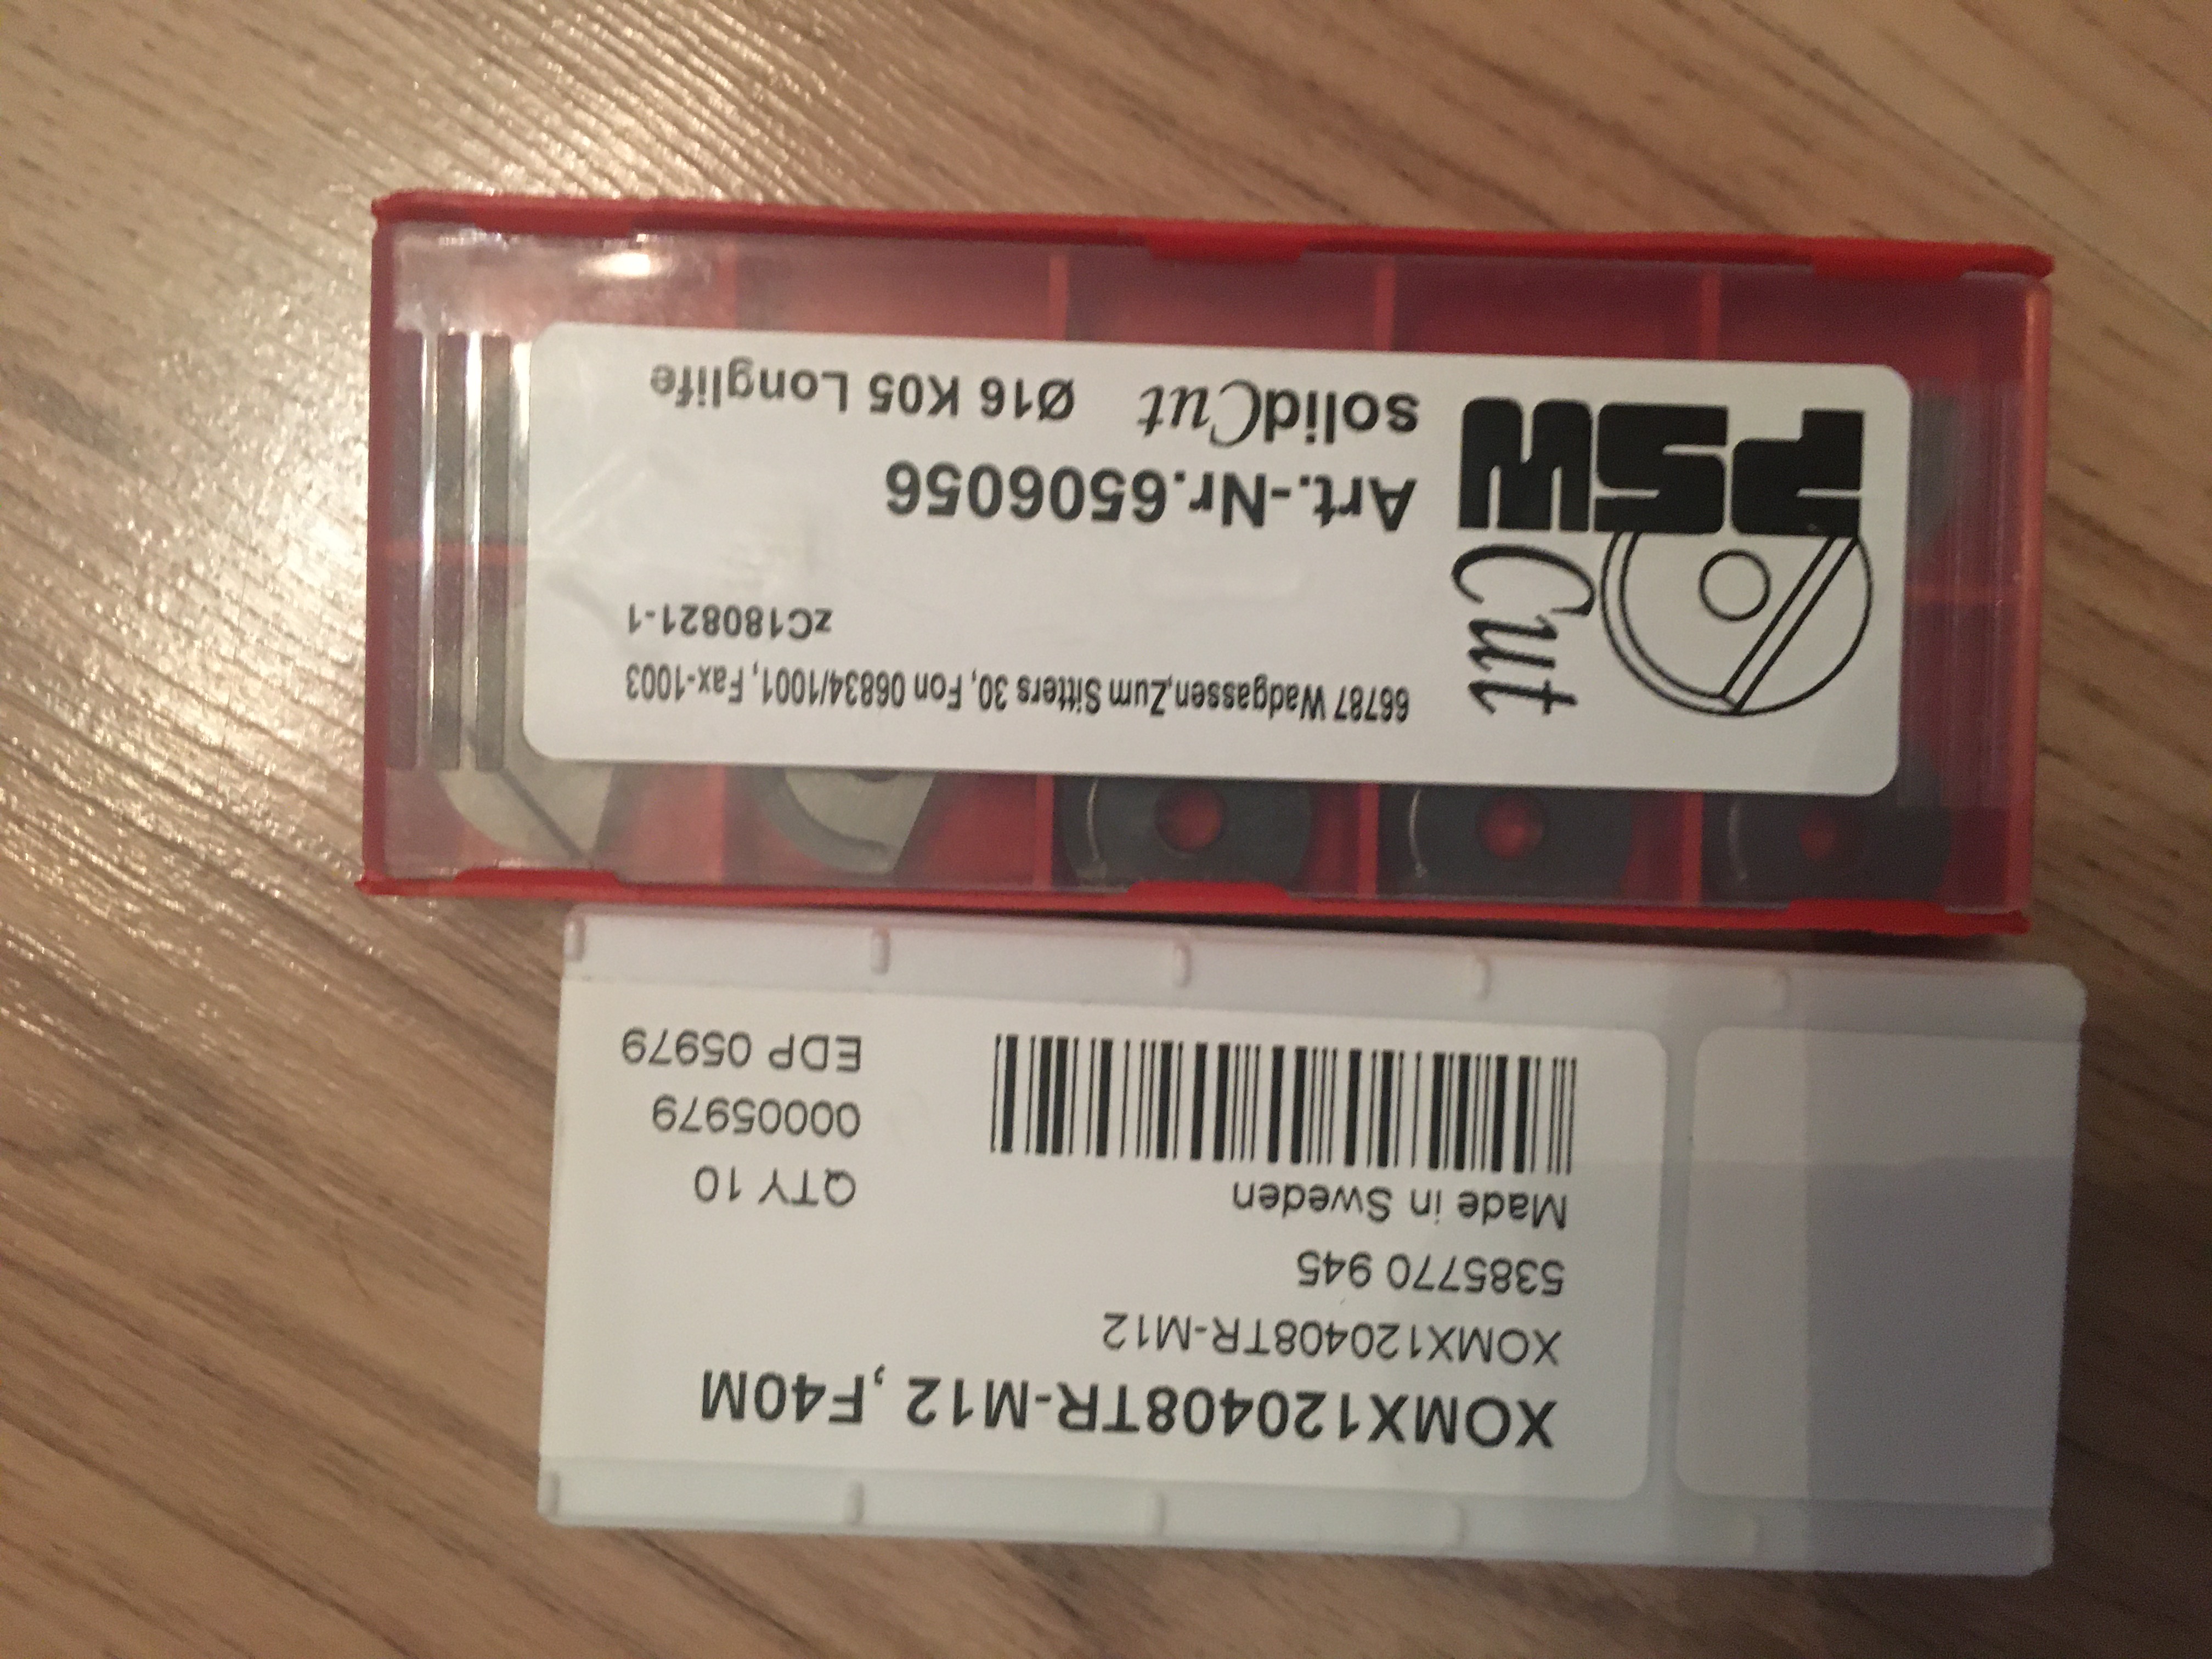 XOMX120408TR-M12 ,F40M
XOMX120408TR-M12
5385770 945
Made in Sweden
QTY 10
00005979
EDP 05979
PSW
Cut
66787 Wadgassen,Zum Sitters 30, Fon 06834/1001, Fax-1003
zC180821-1
Art.-Nr.6506056
solidCut Ø16 K05 Longlife